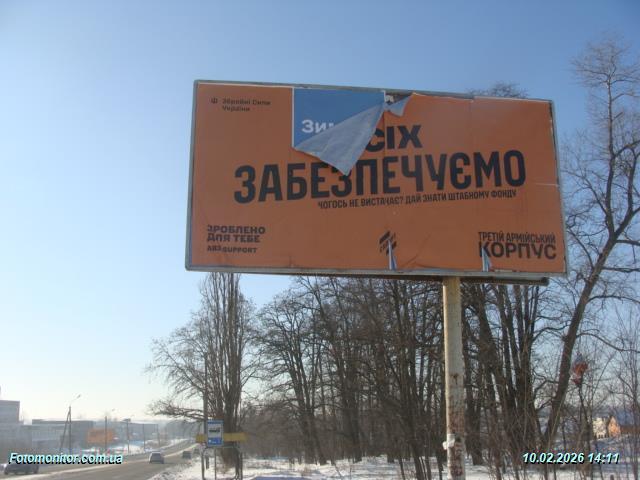 Збройні Сили
України
Зим
СІХ
ЗАБЕЗПЕЧУЄМО
ЧОГОСЬ НЕ ВИСТАЧАЄ? ДАЙ ЗНАТИ ШТАБНОМУ ФОНДУ
ЗРОБЛЕНО
ДЛЯ ТЕБЕ
AB3.SUPPORT
ТРЕТІЙ АРМІЙСЬКИЙ
КОРПУС
Fotomonitor.com.ua
10.02.2026 14:11